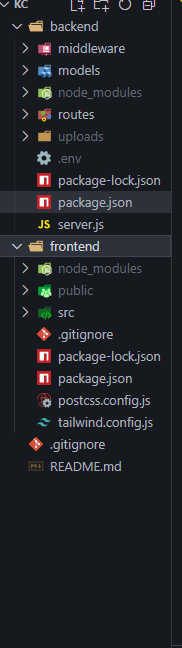 KC
backend
middleware
models
node_modules
routes
uploads
.env
package-lock.json
package.json
JS server.js
frontend
node_modules
public
src
.gitignore
package-lock.json
package.json
postcss.config.js
tailwind.config.js
.gitignore
README.md